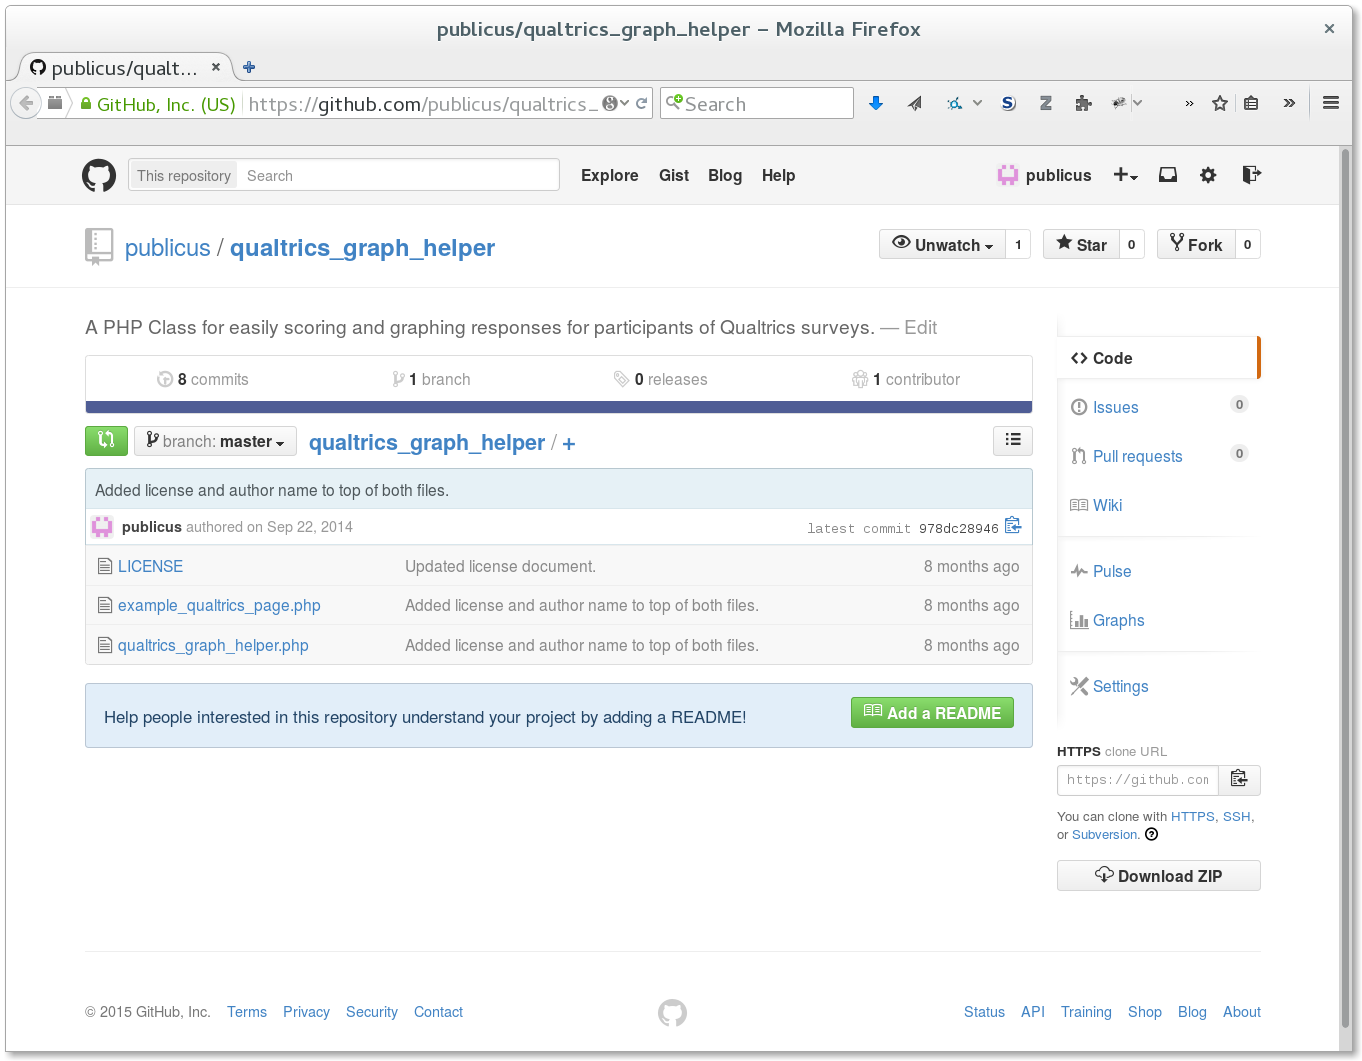 publicus/qualtrics_graph_helper – Mozilla Firefox
publicus/qualt...
GitHub, Inc. (US) https://github.com/publicus/qualtrics_ Search
This repository Search Explore Gist Blog Help publicus
publicus / qualtrics_graph_helper Unwatch 1 Star 0 Fork 0
A PHP Class for easily scoring and graphing responses for participants of Qualtrics surveys. — Edit
8 commits 1 branch 0 releases 1 contributor
branch: master qualtrics_graph_helper / +
Added license and author name to top of both files.
publicus authored on Sep 22, 2014 latest commit 978dc28946
LICENSE Updated license document. 8 months ago
example_qualtrics_page.php Added license and author name to top of both files. 8 months ago
qualtrics_graph_helper.php Added license and author name to top of both files. 8 months ago
Help people interested in this repository understand your project by adding a README! Add a README
Code
Issues 0
Pull requests 0
Wiki
Pulse
Graphs
Settings
HTTPS clone URL
https://github.com
You can clone with HTTPS, SSH,
or Subversion.
Download ZIP
© 2015 GitHub, Inc. Terms Privacy Security Contact Status API Training Shop Blog About